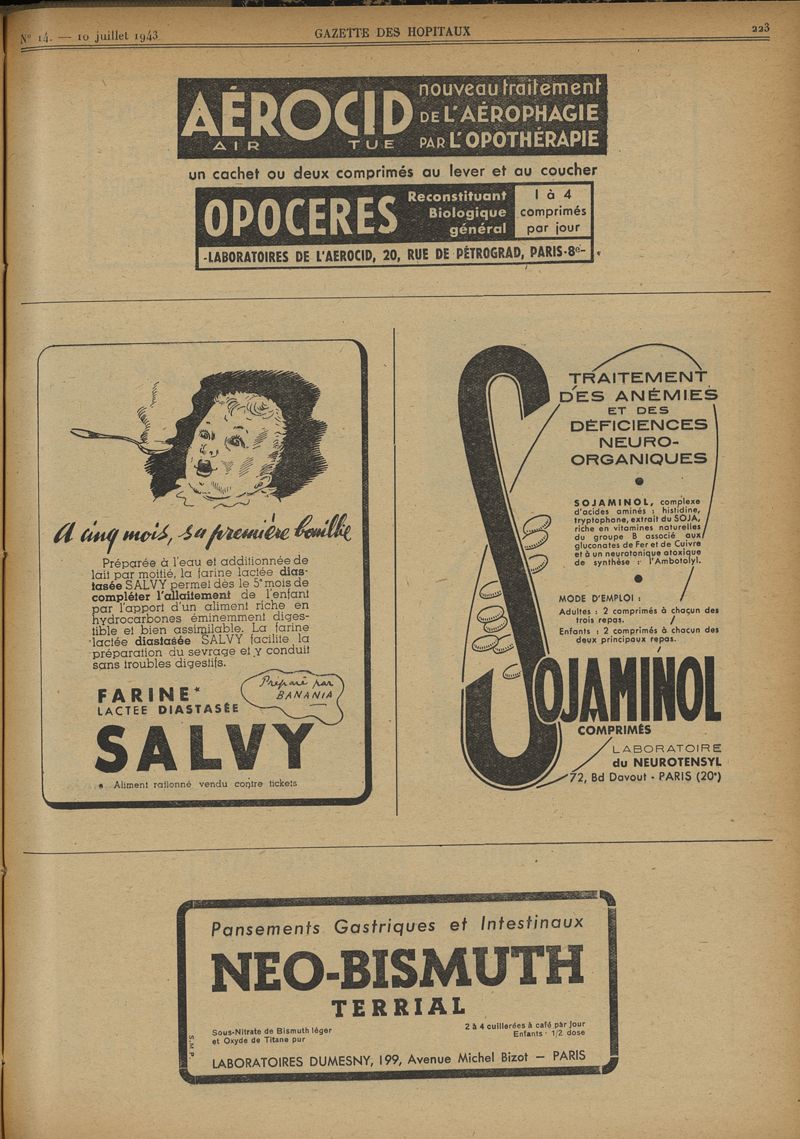 Nº 14. — 10 juillet 1943
GAZETTE DES HOPITAUX
223
AÉROCID
AIR TUE
nouveau traitement
DE L'AÉROPHAGIE
PAR L'OPOTHÉRAPIE
un cachet ou deux comprimés au lever et au coucher
OPOCERES
Reconstituant
Biologique
général
1 à 4
comprimés
par jour
-LABORATOIRES DE L'AEROCID, 20, RUE DE PÉTROGRAD, PARIS-8e-
A cinq mois, sa première bouillie
Préparée à l'eau et additionnée de
lait par moitié, la farine lactée dias-
tasée SALVY permet dès le 5e mois de
compléter l'allaitement de l'enfant
par l'apport d'un aliment riche en
hydrocarbones éminemment diges-
tible et bien assimilable. La farine
lactée diastasée SALVY facilite la
préparation du sevrage et y conduit
sans troubles digestifs.
FARINE*
LACTEE DIASTASÉE
Préparé par
BANANIA
SALVY
* Aliment rationné vendu contre tickets
TRAITEMENT
DES ANÉMIES
ET DES
DÉFICIENCES
NEURO-
ORGANIQUES
SOJAMINOL, complexe
d'acides aminés : histidine,
tryptophane, extrait du SOJA,
riche en vitamines naturelles
du groupe B associé aux
gluconates de Fer et de Cuivre
et à un neurotonique atoxique
de synthèse : l'Ambotolyl.
MODE D'EMPLOI :
Adultes : 2 comprimés à chacun des
trois repas.
Enfants : 2 comprimés à chacun des
deux principaux repas.
SOJAMINOL
COMPRIMÉS
LABORATOIRE
du NEUROTENSYL
72, Bd Davout - PARIS (20e)
Pansements Gastriques et Intestinaux
NEO-BISMUTH
TERRIAL
Sous-Nitrate de Bismuth léger
et Oxyde de Titane pur
2 à 4 cuillerées à café par jour
Enfants : 1/2 dose
S.M.P.
LABORATOIRES DUMESNY, 199, Avenue Michel Bizot — PARIS